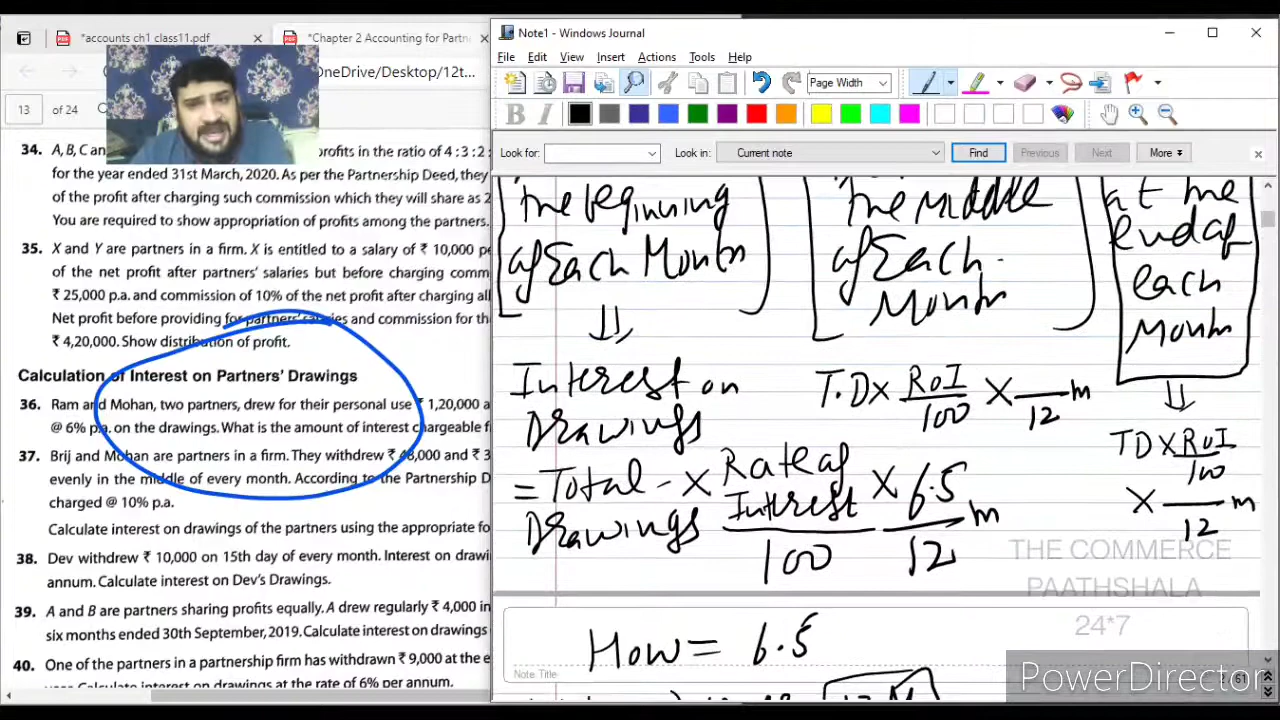 *accounts ch1 class11.pdf
*Chapter 2 Accounting for Partn
OneDrive/Desktop/12t...
13 of 24
34. A, B, C an
profits in the ratio of 4 : 3 : 2 :
for the year ended 31st March, 2020. As per the Partnership Deed, they
of the profit after charging such commission which they will share as 2
You are required to show appropriation of profits among the partners.
35. X and Y are partners in a firm. X is entitled to a salary of ₹ 10,000 pe
of the net profit after partners' salaries but before charging comm
₹ 25,000 p.a. and commission of 10% of the net profit after charging all
Net profit before providing for partners' salaries and commission for th
₹ 4,20,000. Show distribution of profit.
Calculation of Interest on Partners' Drawings
36. Ram and Mohan, two partners, drew for their personal use ₹ 1,20,000 a
@ 6% p.a. on the drawings. What is the amount of interest chargeable f
37. Brij and Mohan are partners in a firm. They withdrew ₹ 48,000 and ₹ 3
evenly in the middle of every month. According to the Partnership D
charged @ 10% p.a.
Calculate interest on drawings of the partners using the appropriate fo
38. Dev withdrew ₹ 10,000 on 15th day of every month. Interest on drawi
annum. Calculate interest on Dev's Drawings.
39. A and B are partners sharing profits equally. A drew regularly ₹ 4,000 in
six months ended 30th September, 2019. Calculate interest on drawings
40. One of the partners in a partnership firm has withdrawn ₹ 9,000 at the e
year. Calculate interest on drawings at the rate of 6% per annum.
Note1 - Windows Journal
File Edit View Insert Actions Tools Help
Page Width
B I
Look for:
Look in: Current note
Find Previous Next More
the beginning
of Each Month
Interest on
Drawings
= Total - × Rate of Interest × 6.5 m
Drawings 100 12
the Middle
of Each
Month
T.D × RoI × m
100 12
at the
end of
each
Month
TD × RoI
100
× m
12
THE COMMERCE
PAATHSHALA
24*7
How = 6.5
Note Title
PowerDirector